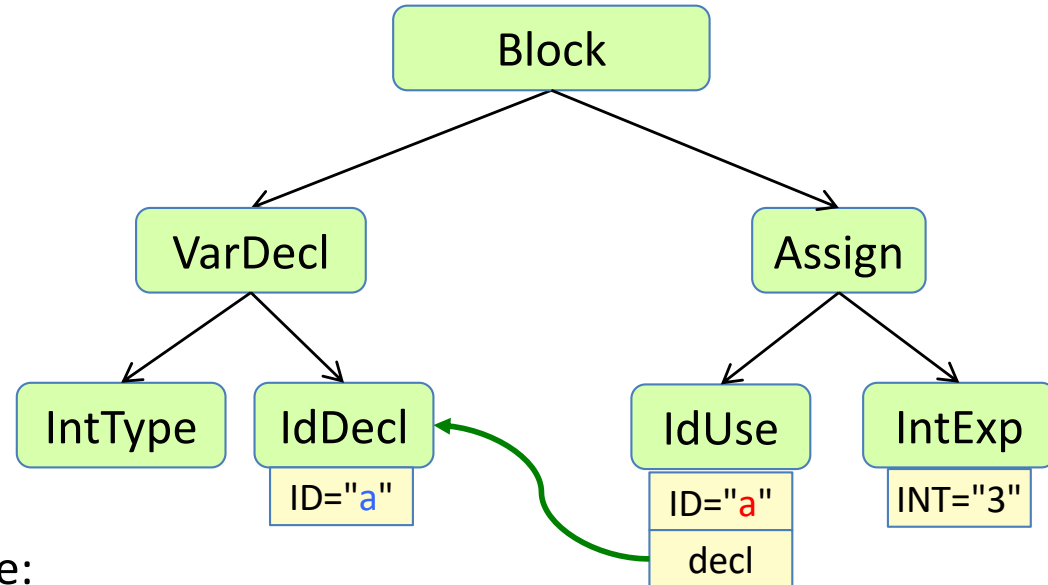 Block
VarDecl
Assign
IntType
IdDecl
IdUse
IntExp
ID="a"
ID="a"
INT="3"
decl
e: